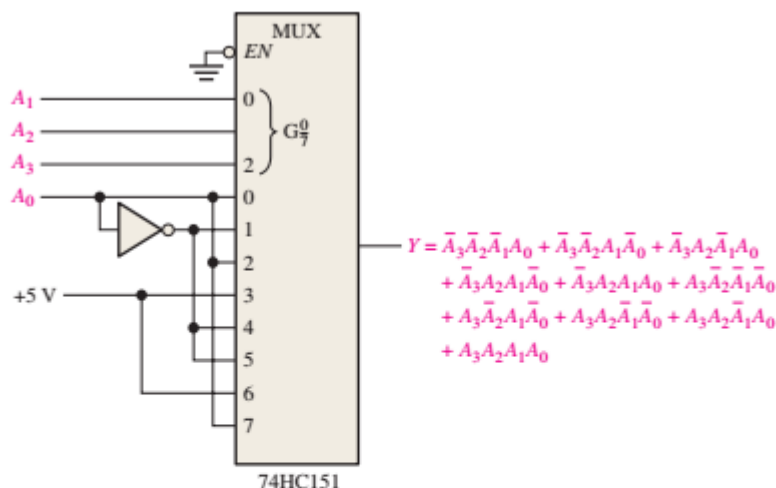 MUX
EN
A₁ 0
A₂ G 0/7
A₃ 2
A₀ 0
1
2
+5 V 3
4
5
6
7
Y = A̅₃A̅₂A̅₁A₀ + A̅₃A̅₂A₁A̅₀ + A̅₃A₂A̅₁A₀
+ A̅₃A₂A₁A̅₀ + A̅₃A₂A₁A₀ + A₃A̅₂A̅₁A̅₀
+ A₃A̅₂A₁A̅₀ + A₃A₂A̅₁A̅₀ + A₃A₂A̅₁A₀
+ A₃A₂A₁A₀
74HC151